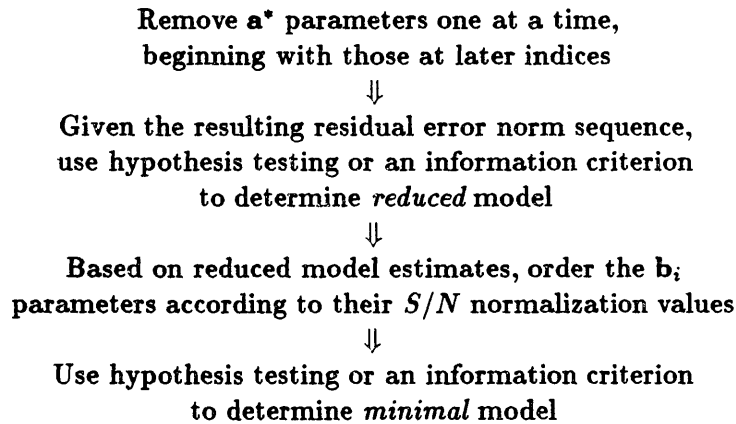 Remove a* parameters one at a time,
beginning with those at later indices
⇓
Given the resulting residual error norm sequence,
use hypothesis testing or an information criterion
to determine reduced model
⇓
Based on reduced model estimates, order the b_i
parameters according to their S/N normalization values
⇓
Use hypothesis testing or an information criterion
to determine minimal model